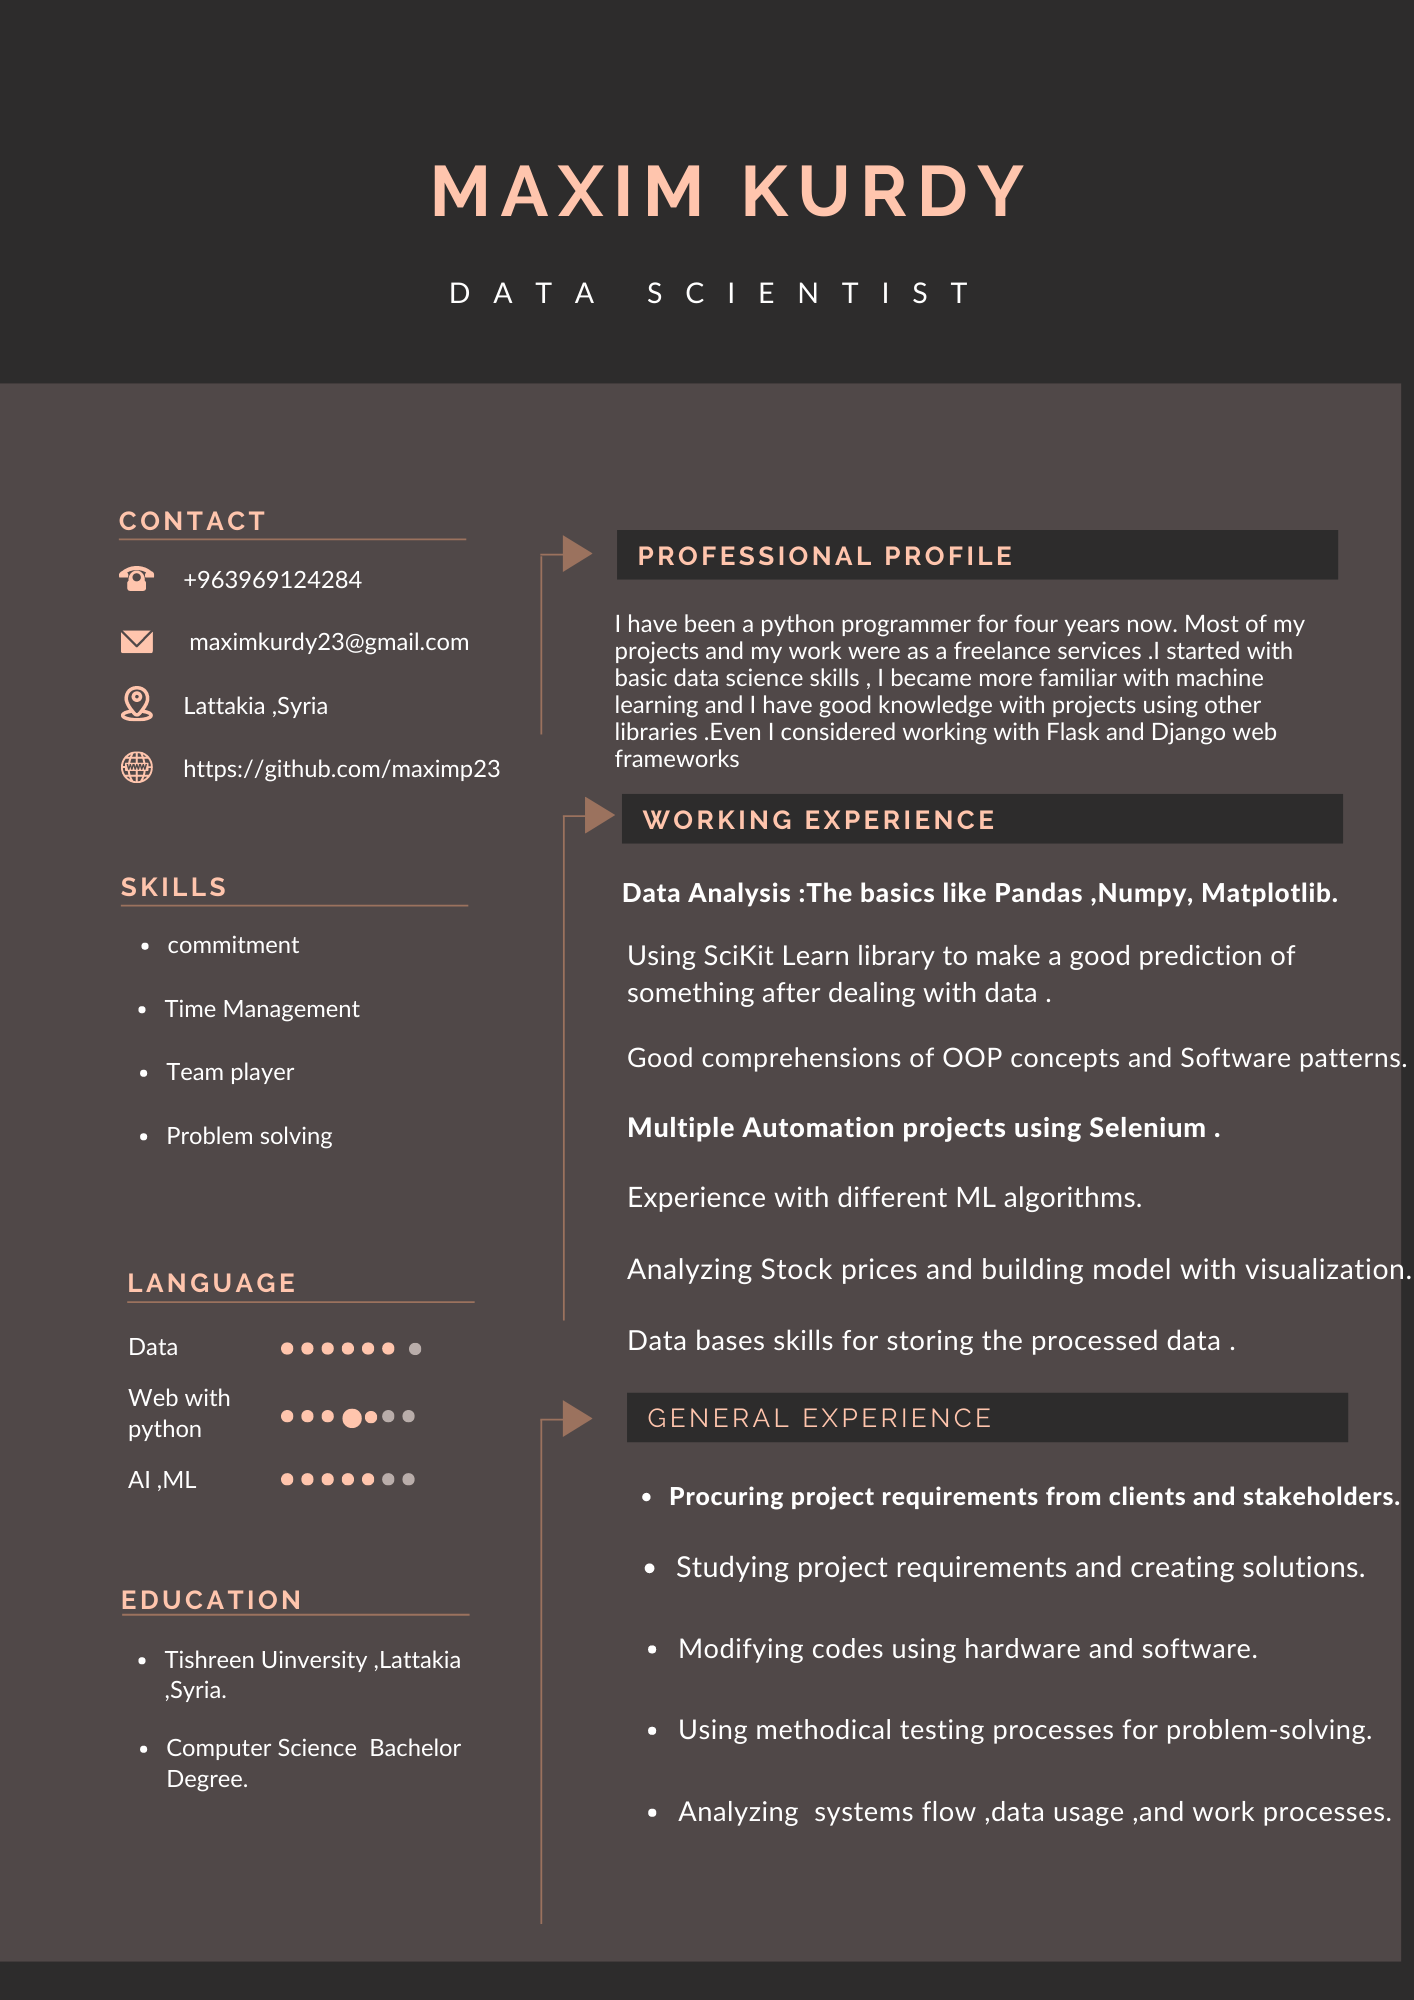 MAXIM KURDY
DATA SCIENTIST
CONTACT
+963969124284
maximkurdy23@gmail.com
Lattakia ,Syria
https://github.com/maximp23
SKILLS
• commitment
• Time Management
• Team player
• Problem solving
LANGUAGE
Data
Web with
python
AI ,ML
EDUCATION
• Tishreen Uinversity ,Lattakia
,Syria.
• Computer Science  Bachelor
Degree.
PROFESSIONAL PROFILE
I have been a python programmer for four years now. Most of my
projects and my work were as a freelance services .I started with
basic data science skills , I became more familiar with machine
learning and I have good knowledge with projects using other
libraries .Even I considered working with Flask and Django web
frameworks
WORKING EXPERIENCE
Data Analysis :The basics like Pandas ,Numpy, Matplotlib.
Using SciKit Learn library to make a good prediction of
something after dealing with data .
Good comprehensions of OOP concepts and Software patterns.
Multiple Automation projects using Selenium .
Experience with different ML algorithms.
Analyzing Stock prices and building model with visualization.
Data bases skills for storing the processed data .
GENERAL EXPERIENCE
• Procuring project requirements from clients and stakeholders.
• Studying project requirements and creating solutions.
• Modifying codes using hardware and software.
• Using methodical testing processes for problem-solving.
• Analyzing  systems flow ,data usage ,and work processes.